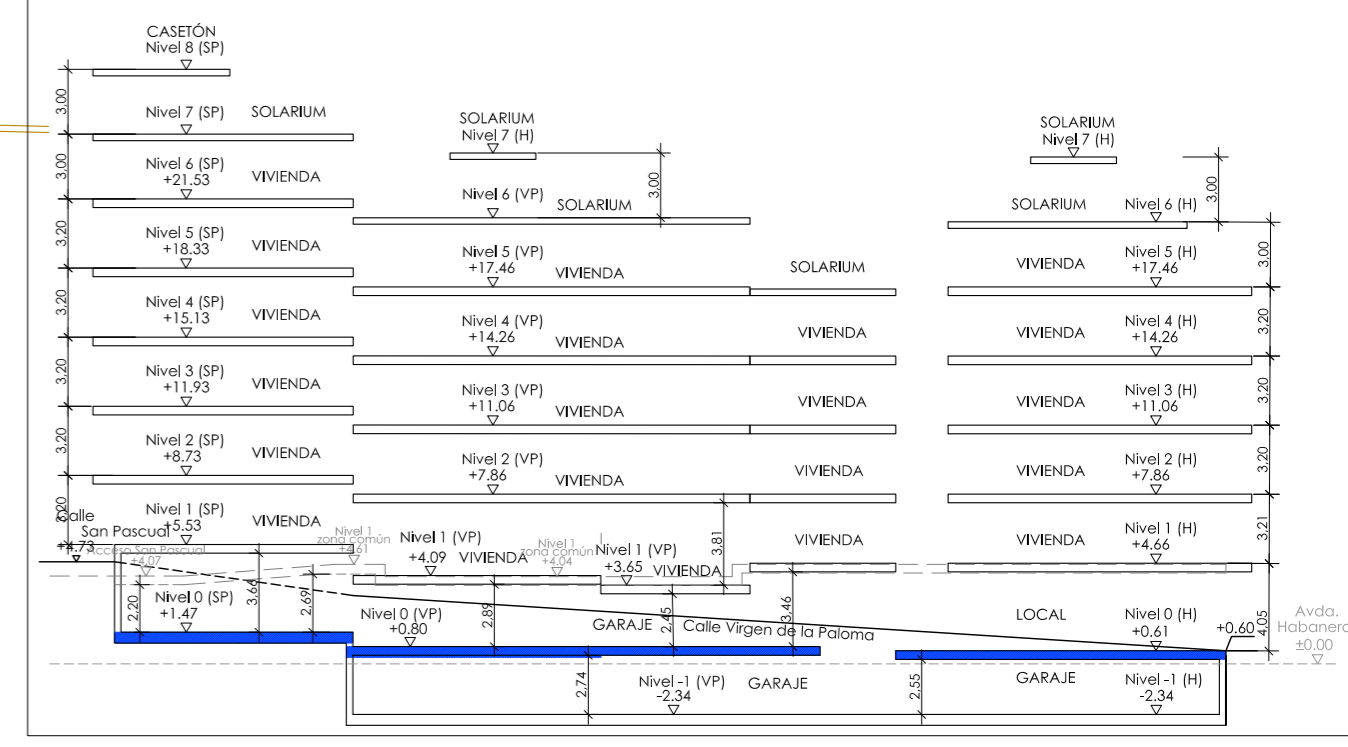 CASETÓN
Nivel 8 (SP)
3,00
Nivel 7 (SP) SOLARIUM
SOLARIUM
Nivel 7 (H)
SOLARIUM
Nivel 7 (H)
3,00
Nivel 6 (SP)
+21.53
VIVIENDA
Nivel 6 (VP)
SOLARIUM
3,00
SOLARIUM
Nivel 6 (H)
3,00
3,20
Nivel 5 (SP)
+18.33
VIVIENDA
Nivel 5 (VP)
+17.46
VIVIENDA
SOLARIUM
VIVIENDA
Nivel 5 (H)
+17.46
3,00
3,20
Nivel 4 (SP)
+15.13
VIVIENDA
Nivel 4 (VP)
+14.26
VIVIENDA
VIVIENDA
VIVIENDA
Nivel 4 (H)
+14.26
3,20
3,20
Nivel 3 (SP)
+11.93
VIVIENDA
Nivel 3 (VP)
+11.06
VIVIENDA
VIVIENDA
VIVIENDA
Nivel 3 (H)
+11.06
3,20
3,20
Nivel 2 (SP)
+8.73
VIVIENDA
Nivel 2 (VP)
+7.86
VIVIENDA
VIVIENDA
VIVIENDA
Nivel 2 (H)
+7.86
3,20
3,20
Calle
San Pascual
+4.73
Nivel 1 (SP)
+5.53
VIVIENDA
Acceso San Pascual
+4.07
Nivel 1
zona común
+4.61
Nivel 1 (VP)
+4.09
VIVIENDA
Nivel 1
zona común
+4.04
Nivel 1 (VP)
+3.65
VIVIENDA
3,81
VIVIENDA
VIVIENDA
Nivel 1 (H)
+4.66
3,21
2,20
Nivel 0 (SP)
+1.47
3,66
2,69
Nivel 0 (VP)
+0.80
2,89
GARAJE
2,45
Calle Virgen de la Paloma
3,46
LOCAL
Nivel 0 (H)
+0.61
+0.60
4,05
Avda.
Habanera
±0.00
2,74
Nivel -1 (VP)
-2.34
GARAJE
2,55
GARAJE
Nivel -1 (H)
-2.34